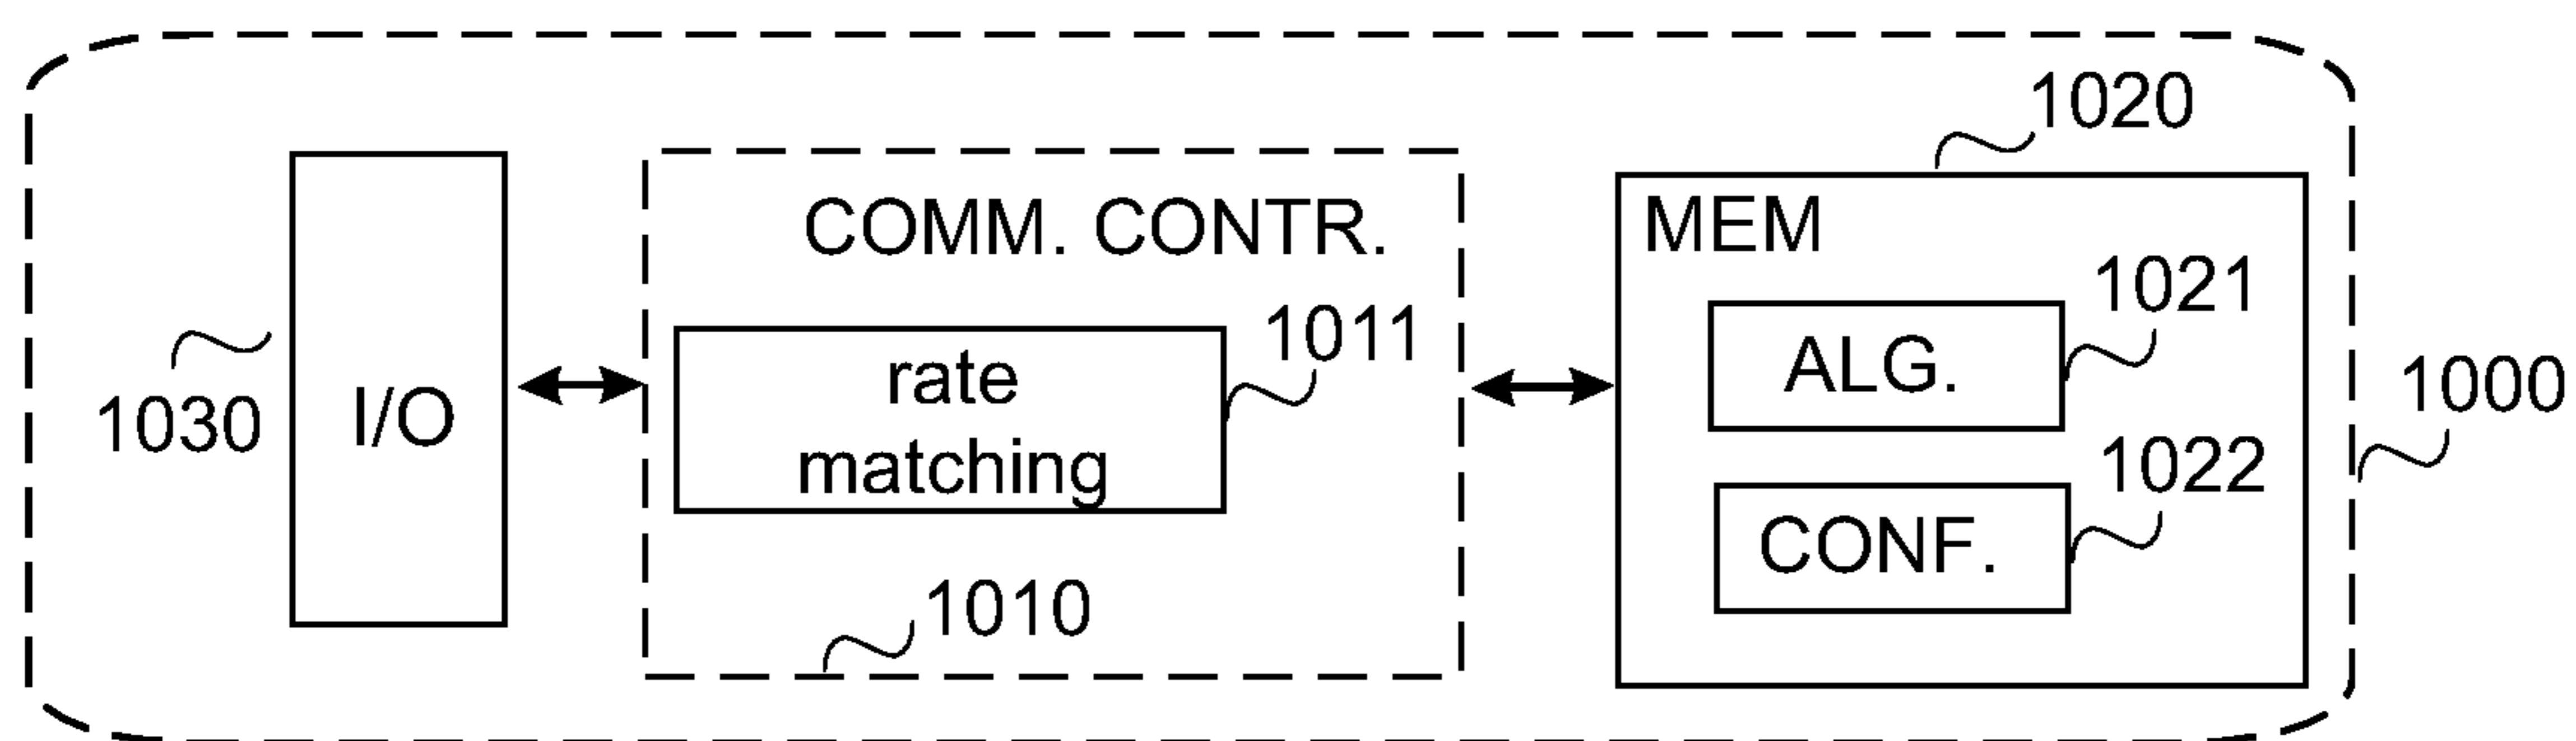 1020
COMM. CONTR.
MEM
1021
1011
rate
matching
ALG.
1000
1030
I/O
1022
CONF.
1010